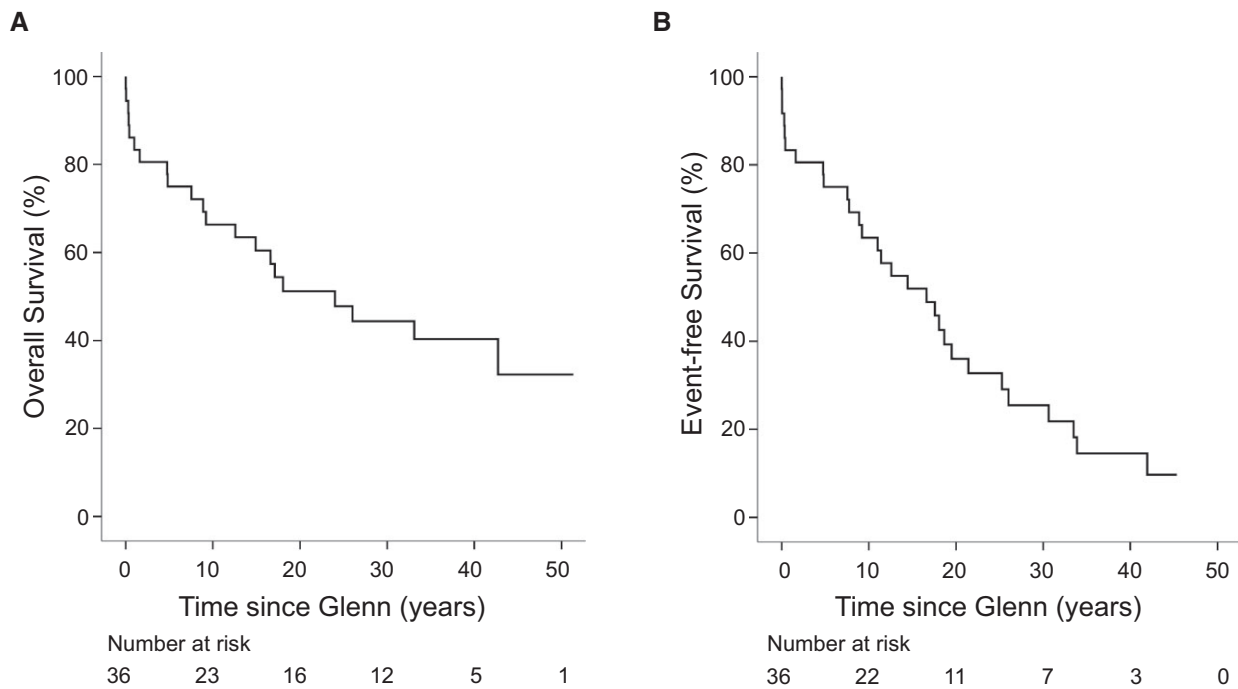 A
Overall Survival (%)
100
80
60
40
20
0
0 10 20 30 40 50
Time since Glenn (years)
Number at risk
36 23 16 12 5 1
B
Event-free Survival (%)
100
80
60
40
20
0
0 10 20 30 40 50
Time since Glenn (years)
Number at risk
36 22 11 7 3 0